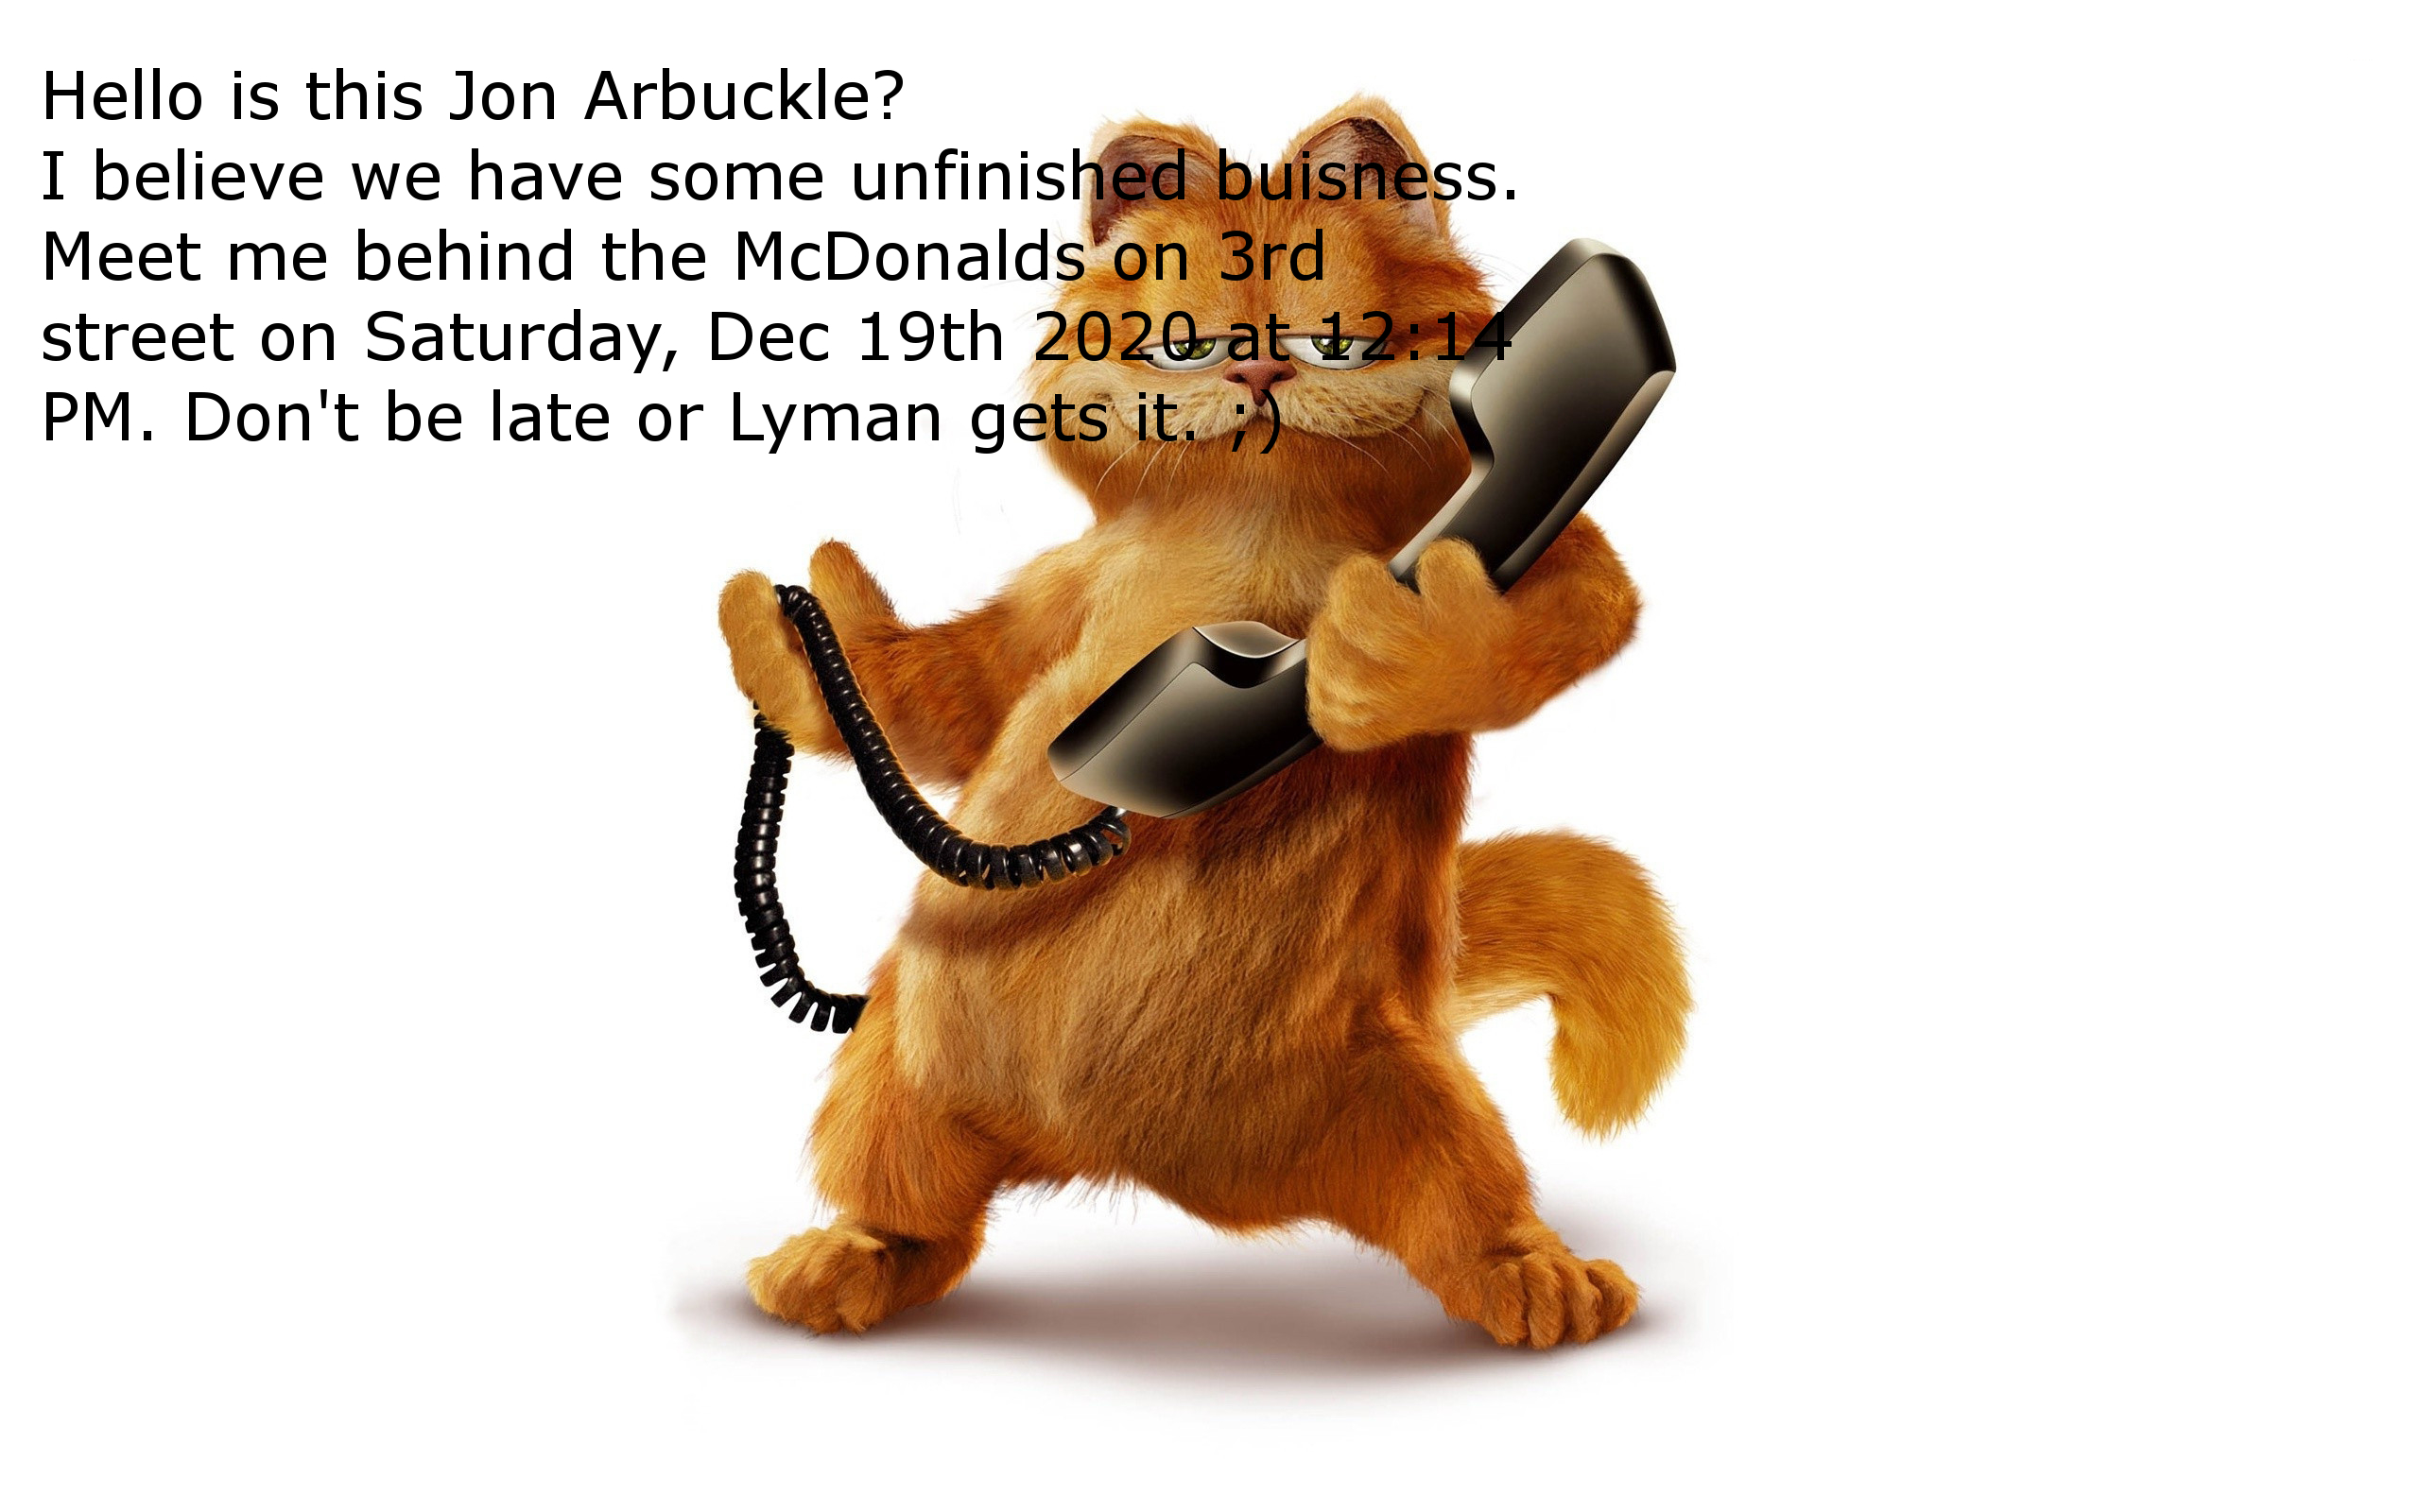 Hello is this Jon Arbuckle?
I believe we have some unfinished buisness.
Meet me behind the McDonalds on 3rd
street on Saturday, Dec 19th 2020 at 12:14
PM. Don't be late or Lyman gets it. ;)